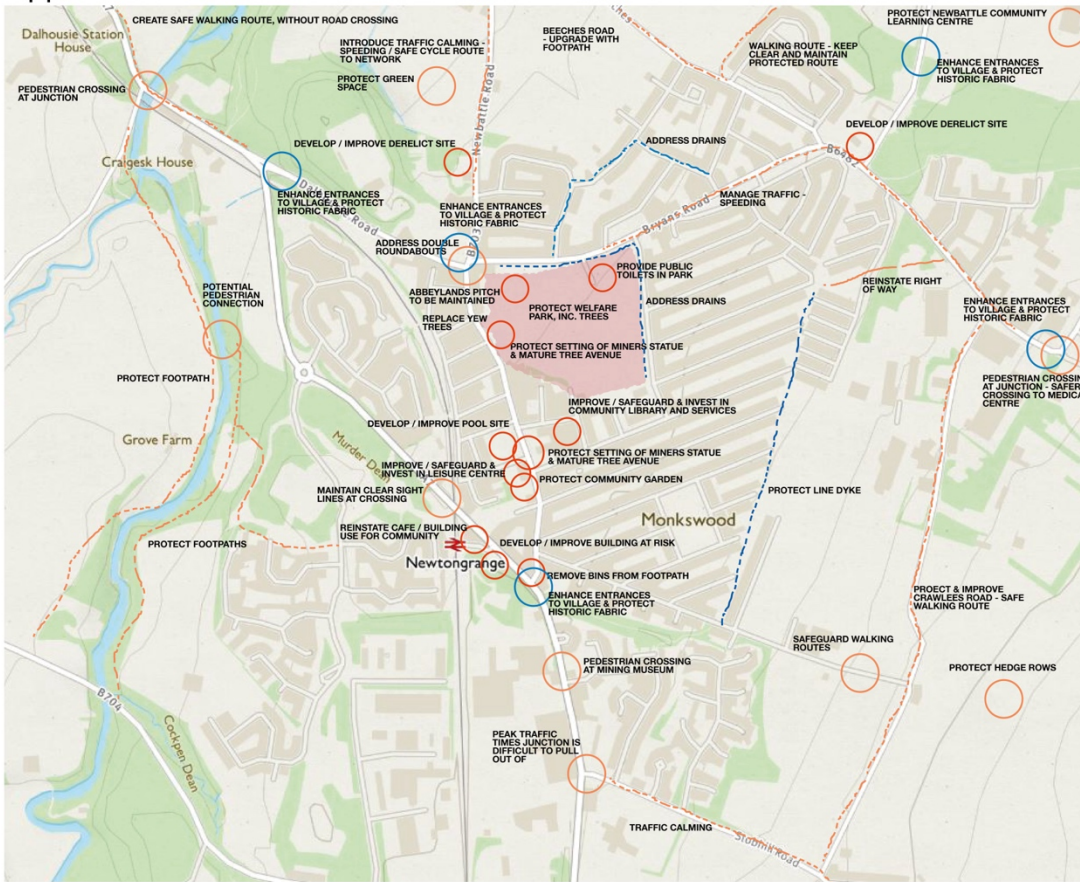 CREATE SAFE WALKING ROUTE, WITHOUT ROAD CROSSING
Dalhousie Station
House
PEDESTRIAN CROSSING
AT JUNCTION
INTRODUCE TRAFFIC CALMING -
SPEEDING / SAFE CYCLE ROUTE
TO NETWORK
PROTECT GREEN
SPACE
BEECHES ROAD
- UPGRADE WITH
FOOTPATH
WALKING ROUTE - KEEP
CLEAR AND MAINTAIN
PROTECTED ROUTE
PROTECT NEWBATTLE COMMUNITY
LEARNING CENTRE
ENHANCE ENTRANCES
TO VILLAGE & PROTECT
HISTORIC FABRIC
Newbattle Road
DEVELOP / IMPROVE DERELICT SITE
ADDRESS DRAINS
DEVELOP / IMPROVE DERELICT SITE
Craigesk House
ENHANCE ENTRANCES
TO VILLAGE & PROTECT
HISTORIC FABRIC
Road
ENHANCE ENTRANCES
TO VILLAGE & PROTECT
HISTORIC FABRIC
B703
MANAGE TRAFFIC -
SPEEDING
Bryans Road
ADDRESS DOUBLE
ROUNDABOUTS
PROVIDE PUBLIC
TOILETS IN PARK
POTENTIAL
PEDESTRIAN
CONNECTION
ABBEYLANDS PITCH
TO BE MAINTAINED
REPLACE YEW
TREES
PROTECT WELFARE
PARK, INC. TREES
ADDRESS DRAINS
REINSTATE RIGHT
OF WAY
ENHANCE ENTRANCES
TO VILLAGE & PROTECT
HISTORIC FABRIC
PROTECT SETTING OF MINERS STATUE
& MATURE TREE AVENUE
PROTECT FOOTPATH
PEDESTRIAN CROSSING
AT JUNCTION - SAFER
CROSSING TO MEDICA
CENTRE
IMPROVE / SAFEGUARD & INVEST IN
COMMUNITY LIBRARY AND SERVICES
DEVELOP / IMPROVE POOL SITE
Grove Farm
Murder Dean
PROTECT SETTING OF MINERS STATUE
& MATURE TREE AVENUE
IMPROVE / SAFEGUARD &
INVEST IN LEISURE CENTRE
PROTECT COMMUNITY GARDEN
MAINTAIN CLEAR SIGHT
LINES AT CROSSING
PROTECT LINE DYKE
Monkswood
REINSTATE CAFE / BUILDING
USE FOR COMMUNITY
DEVELOP / IMPROVE BUILDING AT RISK
PROTECT FOOTPATHS
Newtongrange
REMOVE BINS FROM FOOTPATH
ENHANCE ENTRANCES
TO VILLAGE & PROTECT
HISTORIC FABRIC
PROECT & IMPROVE
CRAWLEES ROAD - SAFE
WALKING ROUTE
SAFEGUARD WALKING
ROUTES
PEDESTRIAN CROSSING
AT MINING MUSEUM
PROTECT HEDGE ROWS
B704
Cockpen Dean
PEAK TRAFFIC
TIMES JUNCTION IS
DIFFICULT TO PULL
OUT OF
TRAFFIC CALMING
Stobhill Road